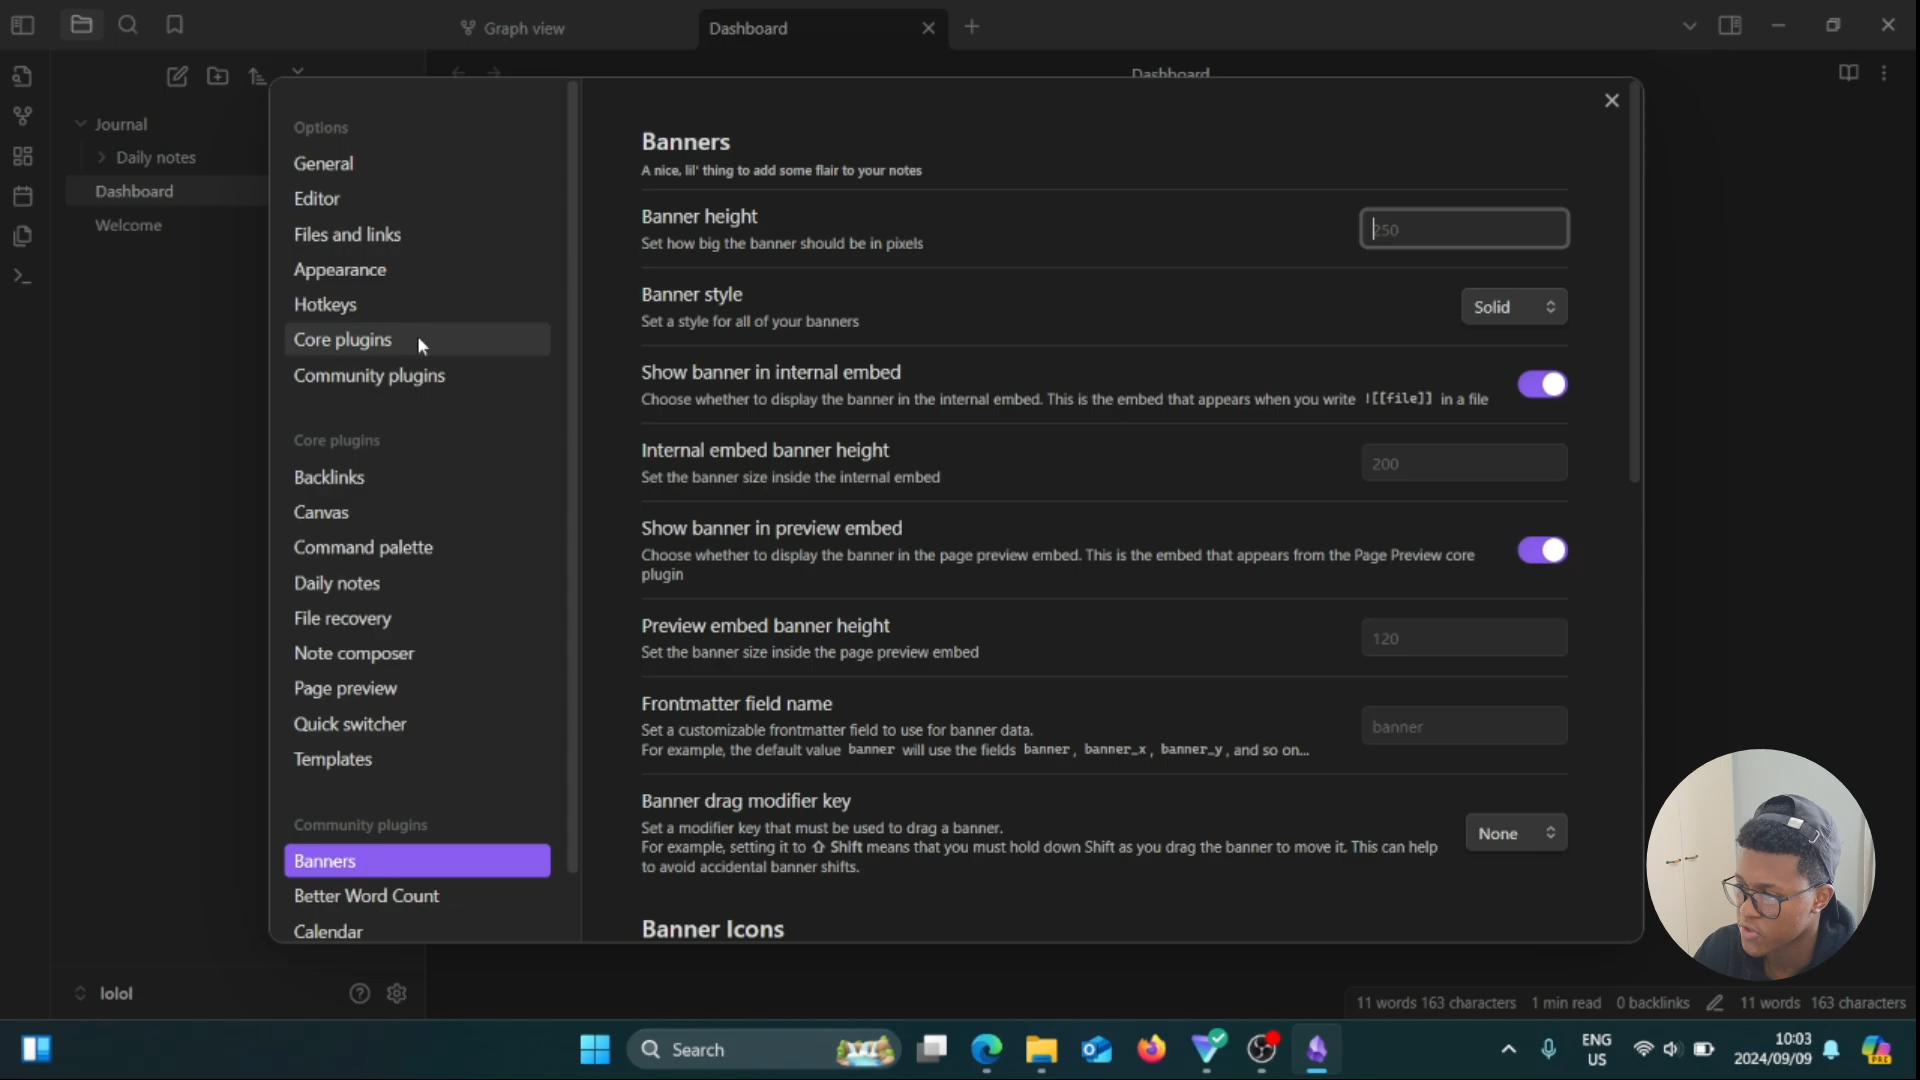 Graph view
Dashboard
Dashboard
Journal
Daily notes
Dashboard
Welcome
lolol
Options
General
Editor
Files and links
Appearance
Hotkeys
Core plugins
Community plugins
Core plugins
Backlinks
Canvas
Command palette
Daily notes
File recovery
Note composer
Page preview
Quick switcher
Templates
Community plugins
Banners
Better Word Count
Calendar
Banners
A nice, lil' thing to add some flair to your notes
Banner height
Set how big the banner should be in pixels
250
Banner style
Set a style for all of your banners
Solid
Show banner in internal embed
Choose whether to display the banner in the internal embed. This is the embed that appears when you write ![[file]] in a file
Internal embed banner height
Set the banner size inside the internal embed
200
Show banner in preview embed
Choose whether to display the banner in the page preview embed. This is the embed that appears from the Page Preview core
plugin
Preview embed banner height
Set the banner size inside the page preview embed
120
Frontmatter field name
Set a customizable frontmatter field to use for banner data.
For example, the default value banner will use the fields banner, banner_x, banner_y, and so on...
banner
Banner drag modifier key
Set a modifier key that must be used to drag a banner.
For example, setting it to ⇧ Shift means that you must hold down Shift as you drag the banner to move it. This can help
to avoid accidental banner shifts.
None
Banner Icons
11 words 163 characters 1 min read 0 backlinks 11 words 163 characters
Search
ENG
US
10:03
2024/09/09
PRE